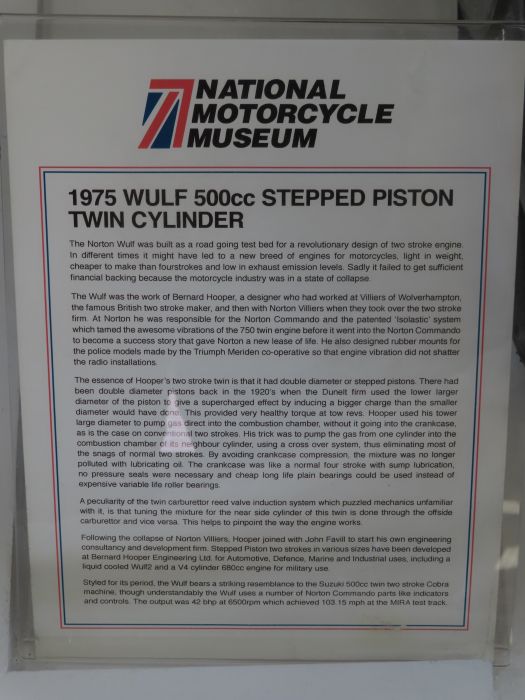 NATIONAL
MOTORCYCLE
MUSEUM
1975 WULF 500cc STEPPED PISTON
TWIN CYLINDER
The Norton Wulf was built as a road going test bed for a revolutionary design of two stroke engine.
In different times it might have led to a new breed of engines for motorcycles, light in weight,
cheaper to make than fourstrokes and low in exhaust emission levels. Sadly it failed to get sufficient
financial backing because the motorcycle industry was in a state of collapse.
The Wulf was the work of Bernard Hooper, a designer who had worked at Villiers of Wolverhampton,
the famous British two stroke maker, and then with Norton Villiers when they took over the two stroke
firm. At Norton he was responsible for the Norton Commando and the patented 'Isolastic' system
which tamed the awesome vibrations of the 750 twin engine before it went into the Norton Commando
to become a success story that gave Norton a new lease of life. He also designed rubber mounts for
the police models made by the Triumph Meriden co-operative so that engine vibration did not shatter
the radio installations.
The essence of Hooper's two stroke twin is that it had double diameter or stepped pistons. There had
been double diameter pistons back in the 1920's when the Dunelt firm used the lower larger
diameter of the piston to give a supercharged effect by inducing a bigger charge than the smaller
diameter would have done. This provided very healthy torque at tow revs. Hooper used his tower
large diameter to pump gas direct into the combustion chamber, without it going into the crankcase,
as is the case on conventional two strokes. His trick was to pump the gas from one cylinder into the
combustion chamber of its neighbour cylinder, using a cross over system, thus eliminating most of
the snags of normal two strokes. By avoiding crankcase compression, the mixture was no longer
polluted with lubricating oil. The crankcase was like a normal four stroke with sump lubrication,
no pressure seals were necessary and cheap long life plain bearings could be used instead of
expensive variable life roller bearings.
A peculiarity of the twin carburettor reed valve induction system which puzzled mechanics unfamiliar
with it, is that tuning the mixture for the near side cylinder of this twin is done through the offside
carburettor and vice versa. This helps to pinpoint the way the engine works.
Following the collapse of Norton Villiers, Hooper joined with John Favill to start his own engineering
consultancy and development firm. Stepped Piston two strokes in various sizes have been developed
at Bernard Hooper Engineering Ltd. for Automotive, Defence, Marine and Industrial uses, including a
liquid cooled Wulf2 and a V4 cylinder 680cc engine for military use.
Styled for its period, the Wulf bears a striking resemblance to the Suzuki 500cc twin two stroke Cobra
machine, though understandably the Wulf uses a number of Norton Commando parts like indicators
and controls. The output was 42 bhp at 6500rpm which achieved 103.15 mph at the MIRA test track.